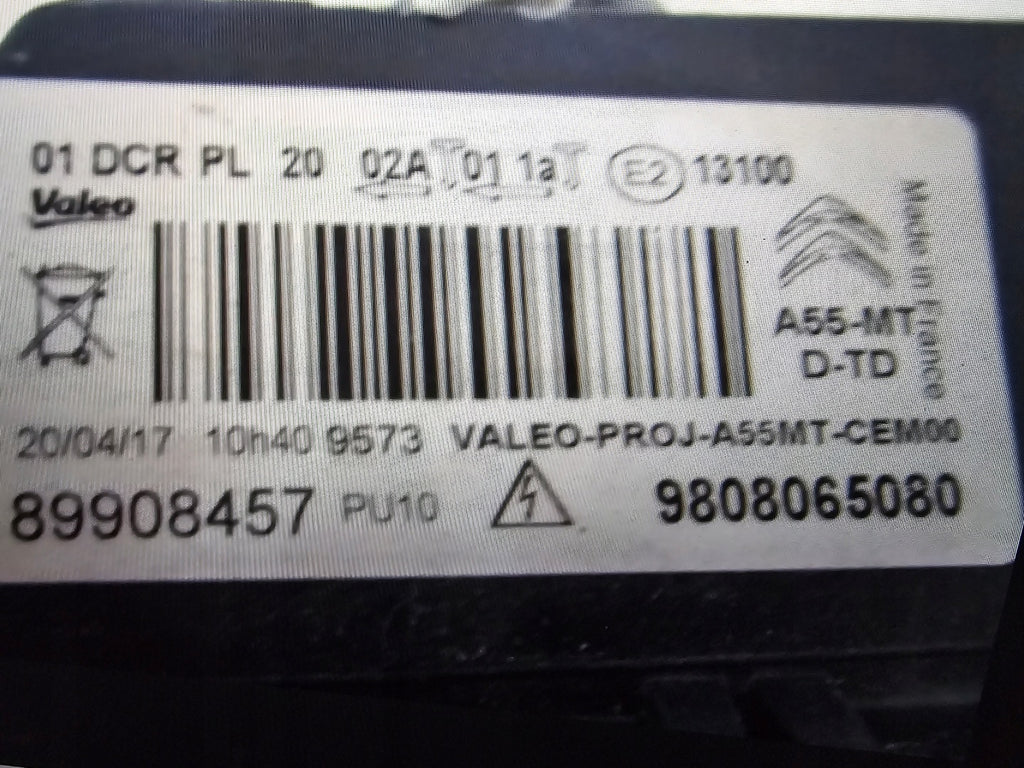 01 DCR PL 20 02A 01 1a E2 13100
Valeo
Made in France
A55-MT
D-TD
20/04/17 10h40 9573 VALEO-PROJ-A55MT-CEM00
89908457 PU10 9808065080